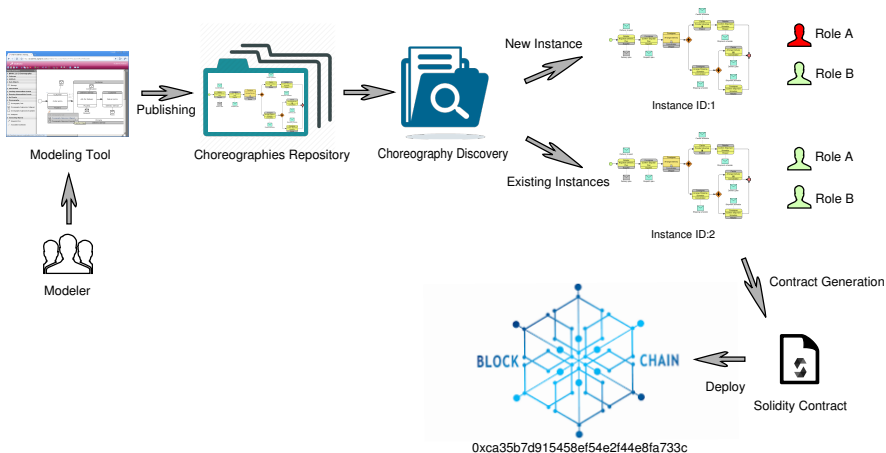 New Instance
Role A
Role B
Instance ID:1
Publishing
Modeling Tool
Choreographies Repository
Choreography Discovery
Existing Instances
Role A
Role B
Instance ID:2
Modeler
Contract Generation
BLOCK CHAIN
Deploy
Solidity Contract
0xca35b7d915458ef54e2f44e8fa733c